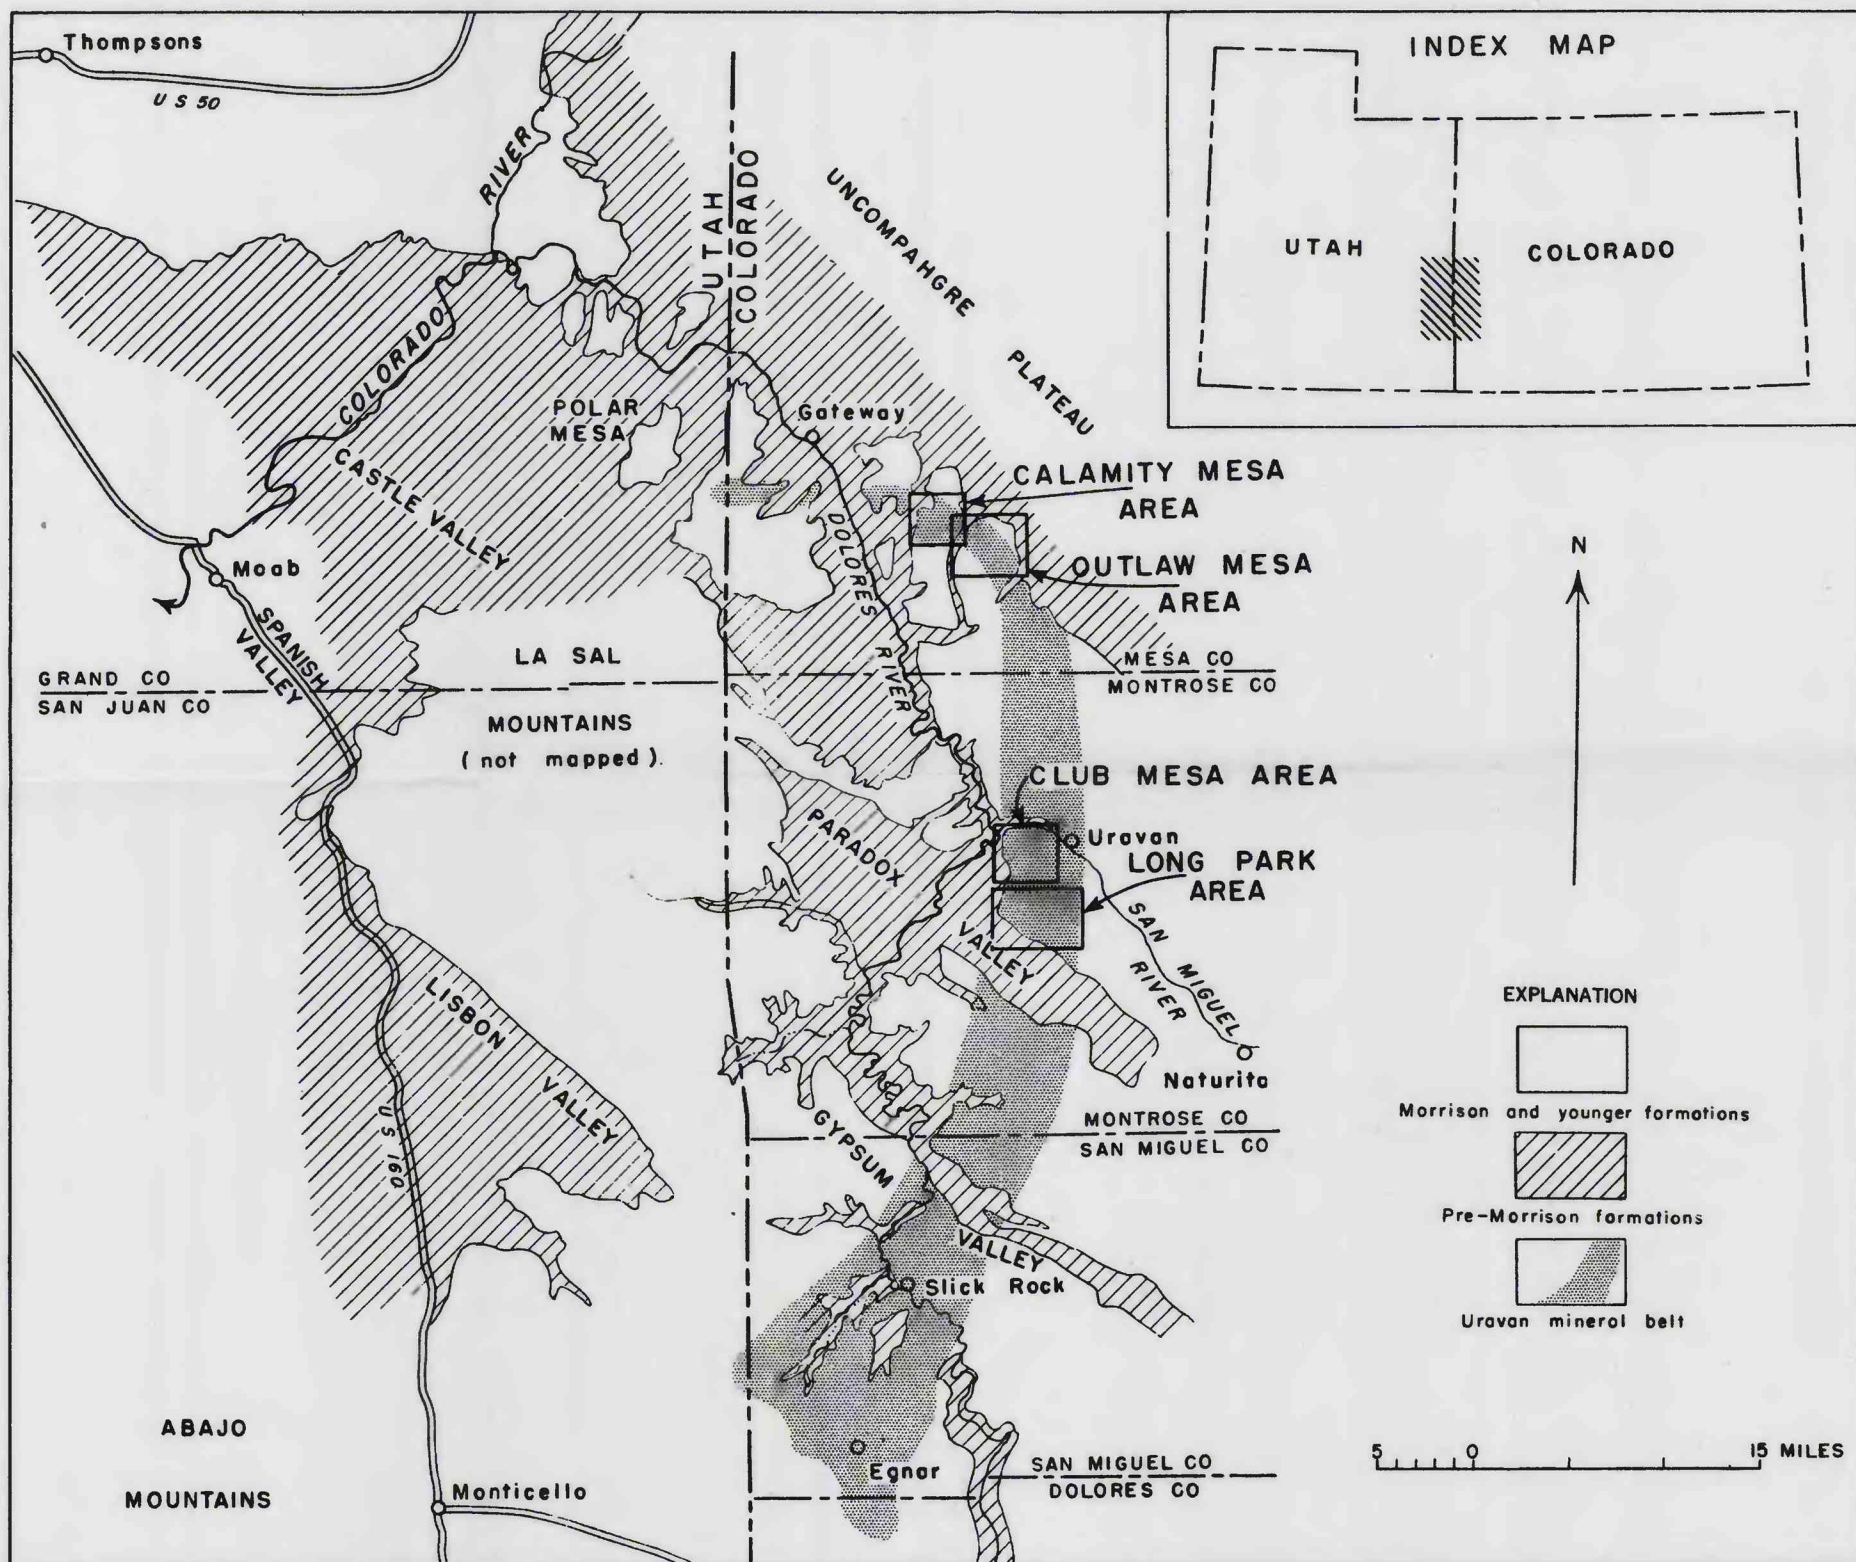 Thompsons
US 50
INDEX MAP
UTAH
COLORADO
RIVER
COLORADO
UTAH
COLORADO
UNCOMPAHGRE
PLATEAU
POLAR
MESA
Gateway
CASTLE VALLEY
CALAMITY MESA
AREA
DOLORES
RIVER
OUTLAW MESA
AREA
N
Moab
SPANISH
VALLEY
LA SAL
MOUNTAINS
(not mapped).
GRAND CO
SAN JUAN CO
MESA CO
MONTROSE CO
CLUB MESA AREA
Uravan
PARADOX
VALLEY
LONG PARK
AREA
SAN MIGUEL
RIVER
Naturita
LISBON
VALLEY
US 160
GYPSUM
VALLEY
MONTROSE CO
SAN MIGUEL CO
Slick Rock
EXPLANATION
Morrison and younger formations
Pre-Morrison formations
Uravan mineral belt
ABAJO
MOUNTAINS
Monticello
Egnar
SAN MIGUEL CO
DOLORES CO
5 0 15 MILES